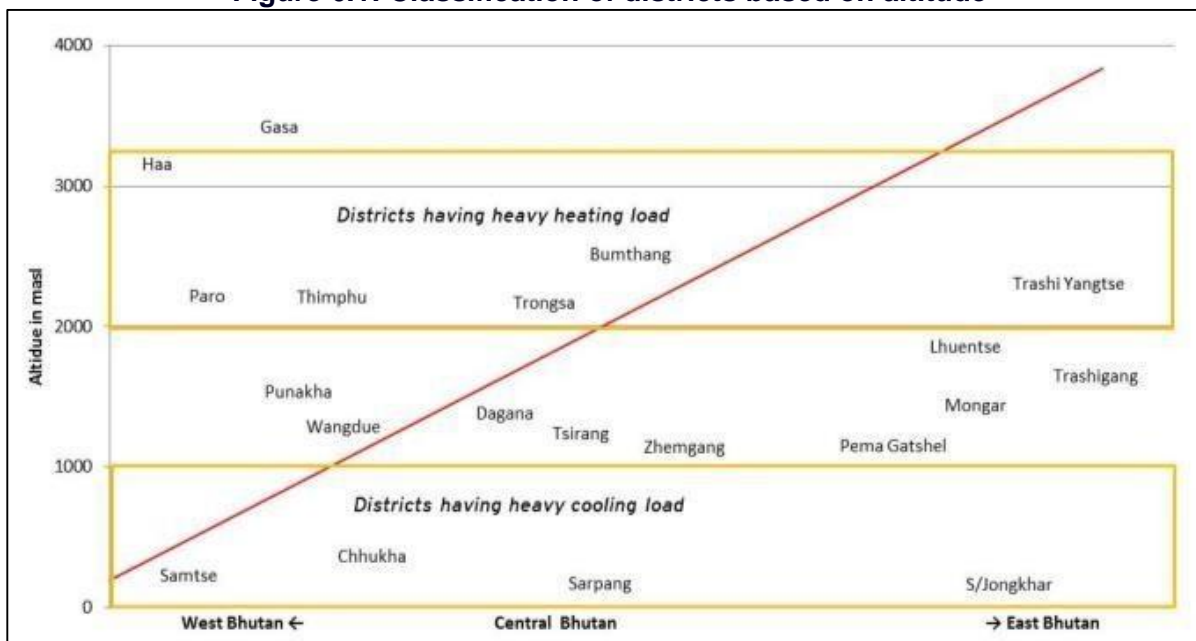 4000
Gasa
Haa
3000
Districts having heavy heating load
Bumthang
Paro Thimphu Trongsa Trashi Yangtse
2000
Lhuentse
Trashigang
Punakha
Mongar
Wangdue Dagana Tsirang
Zhemgang Pema Gatshel
1000
Districts having heavy cooling load
Chhukha
Samtse Sarpang S/Jongkhar
0
West Bhutan ← Central Bhutan → East Bhutan
Altidue in masl